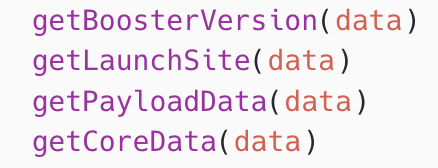 getBoosterVersion(data)
getLaunchSite(data)
getPayloadData(data)
getCoreData(data)